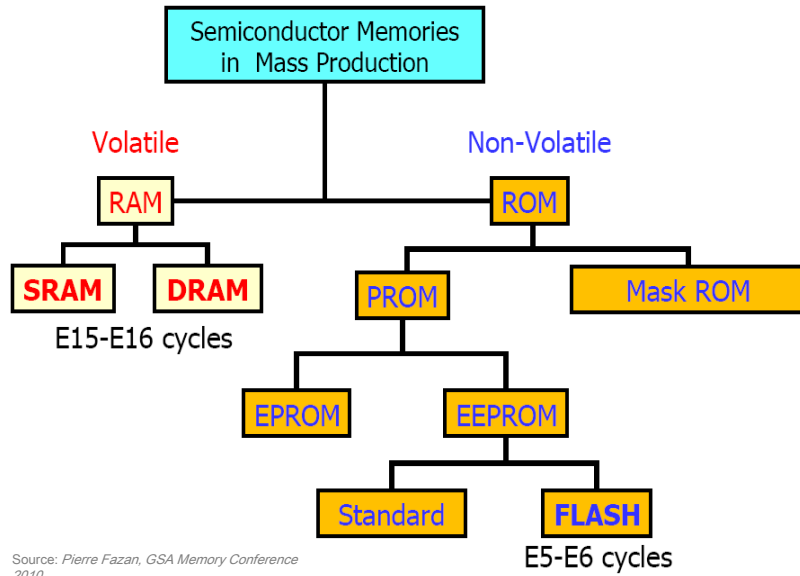 Semiconductor Memories
in Mass Production
Volatile
Non-Volatile
RAM
ROM
SRAM
DRAM
PROM
Mask ROM
E15-E16 cycles
EPROM
EEPROM
Standard
FLASH
E5-E6 cycles
Source: Pierre Fazan, GSA Memory Conference
2010